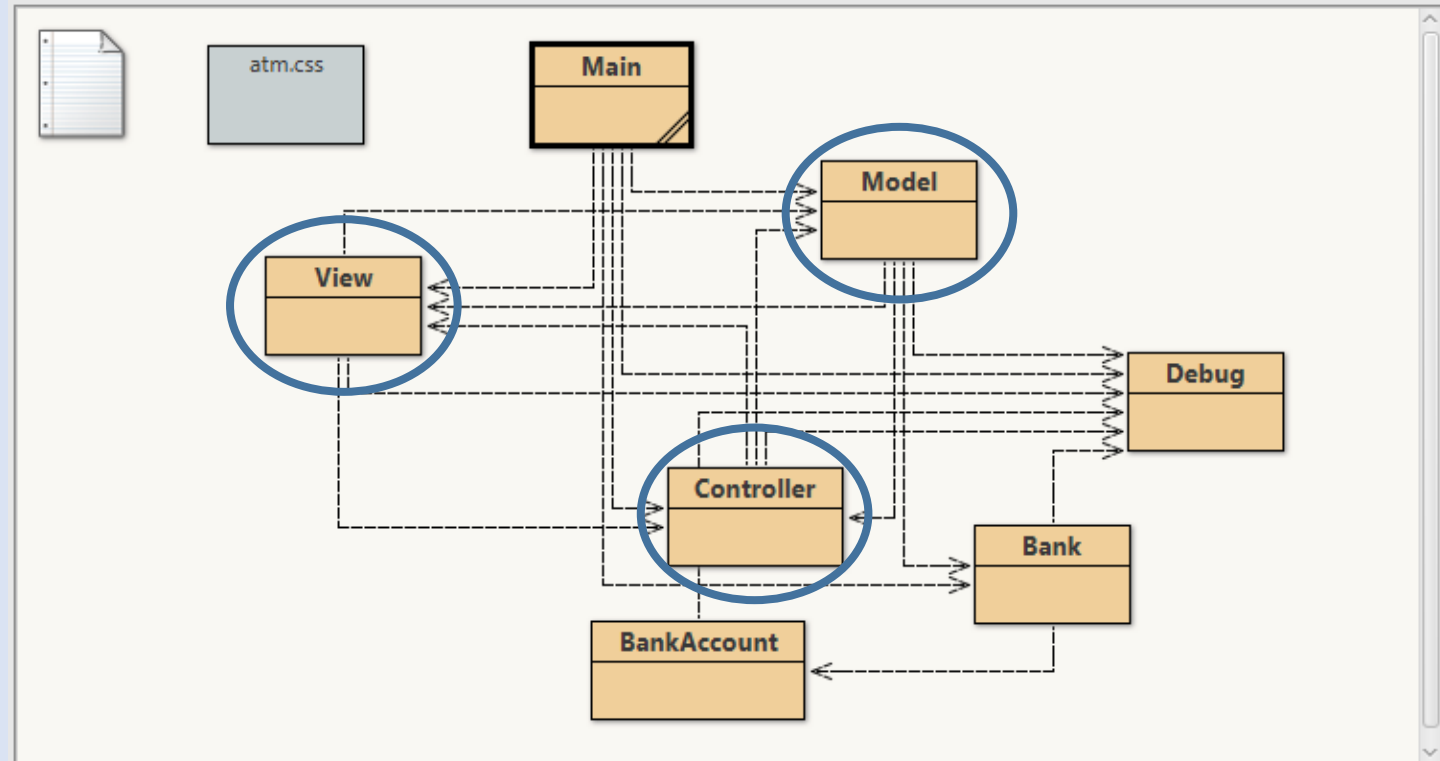 atm.css
Main
Model
View
Debug
Controller
Bank
BankAccount